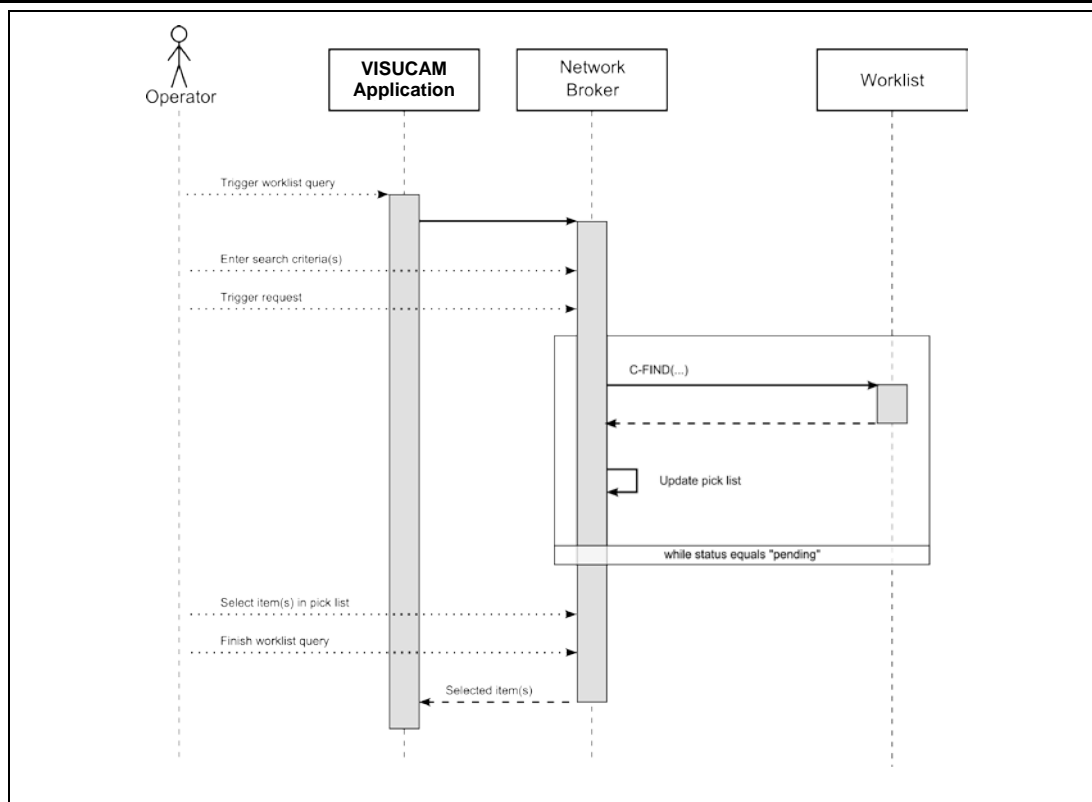 VISUCAM
Application
Network
Broker
Worklist
Operator
Trigger worklist query
Enter search criteria(s)
Trigger request
C-FIND(...)
Update pick list
while status equals "pending"
Select item(s) in pick list
Finish worklist query
Selected item(s)